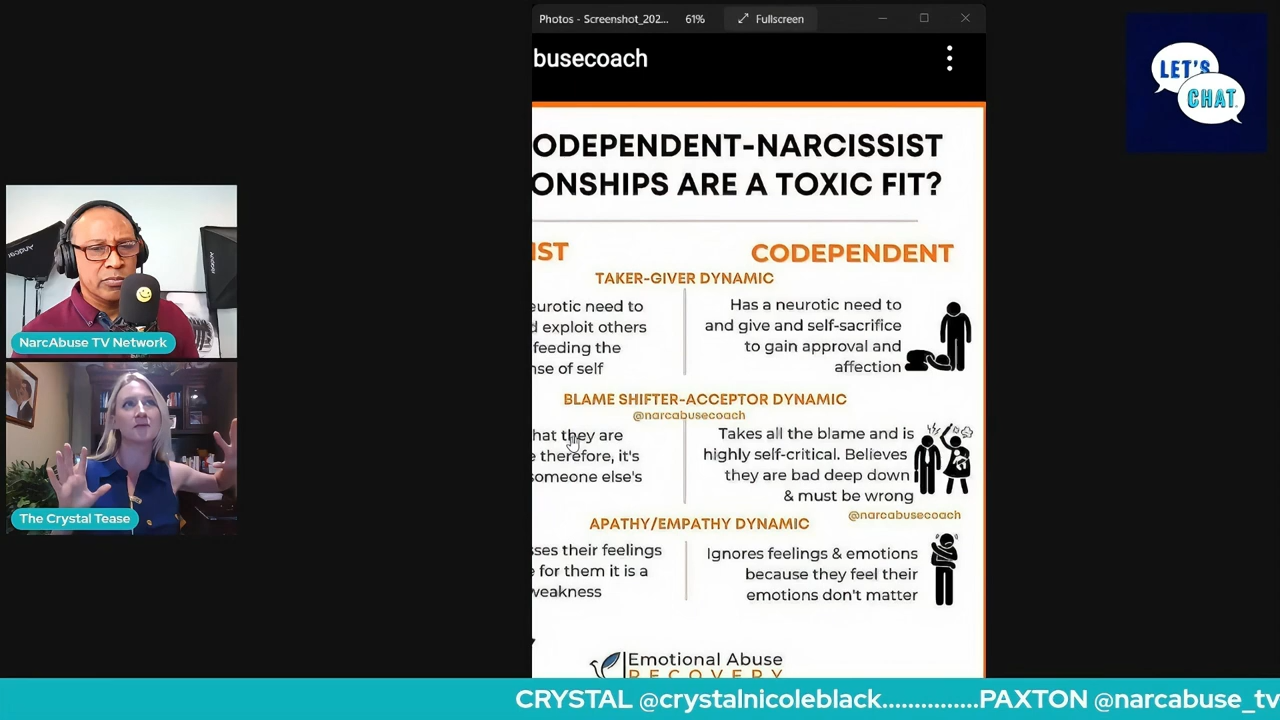 Photos - Screenshot_202...
61%
Fullscreen
busecoach
LET'S
CHAT
ODEPENDENT-NARCISSIST
ONSHIPS ARE A TOXIC FIT?
IST
CODEPENDENT
TAKER-GIVER DYNAMIC
eurotic need to
d exploit others
feeding the
nse of self
Has a neurotic need to
and give and self-sacrifice
to gain approval and
affection
BLAME SHIFTER-ACCEPTOR DYNAMIC
@narcabusecoach
hat they are
e therefore, it's
someone else's
Takes all the blame and is
highly self-critical. Believes
they are bad deep down
& must be wrong
@narcabusecoach
APATHY/EMPATHY DYNAMIC
sses their feelings
e for them it is a
weakness
Ignores feelings & emotions
because they feel their
emotions don't matter
Emotional Abuse
RECOVERY
NarcAbuse TV Network
The Crystal Tease
CRYSTAL @crystalnicoleblack...............PAXTON @narcabuse_tv